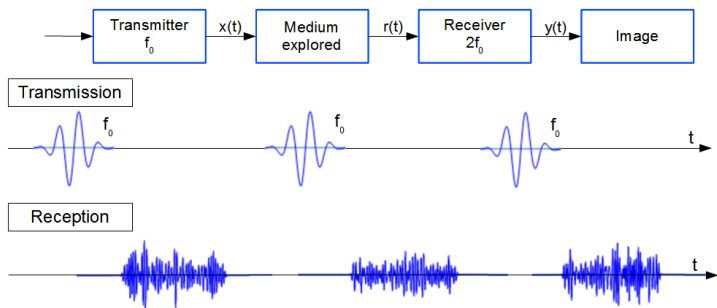 Transmitter
f₀
x(t)
Medium
explored
r(t)
Receiver
2f₀
y(t)
Image
Transmission
f₀
f₀
f₀
t
Reception
t